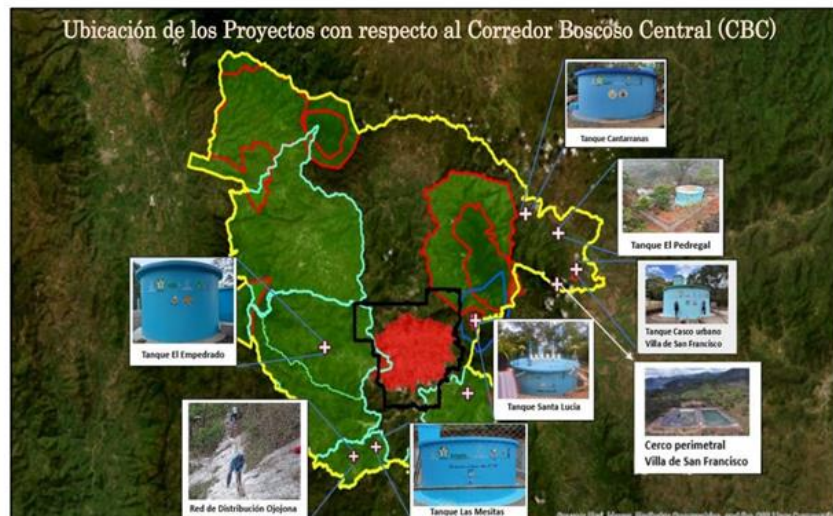 Ubicación de los Proyectos con respecto al Corredor Boscoso Central (CBC)
Tanque Cantarranas
Tanque El Pedregal
Tanque Casco urbano
Villa de San Francisco
Tanque El Empedrado
Tanque Santa Lucía
Cerco perimetral
Villa de San Francisco
Red de Distribución Ojojona
Tanque Las Mesitas